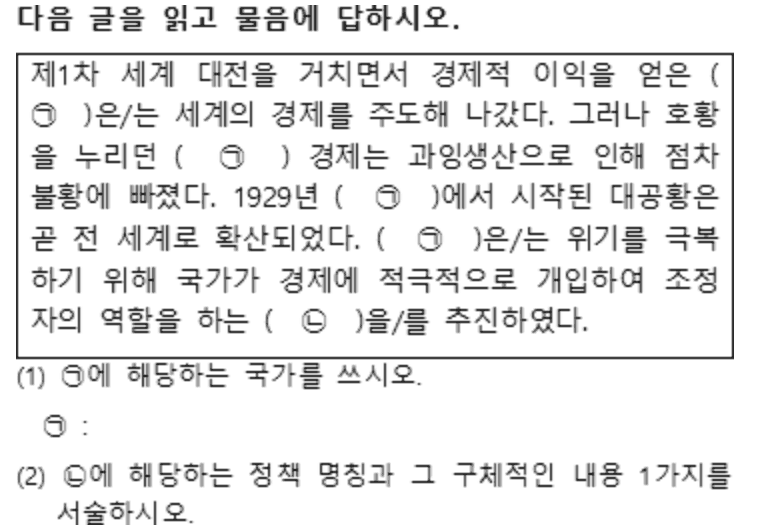 다음 글을 읽고 물음에 답하시오.
제1차 세계 대전을 거치면서 경제적 이익을 얻은 (
㉠ )은/는 세계의 경제를 주도해 나갔다. 그러나 호황
을 누리던 ( ㉠ ) 경제는 과잉생산으로 인해 점차
불황에 빠졌다. 1929년 ( ㉠ )에서 시작된 대공황은
곧 전 세계로 확산되었다. ( ㉠ )은/는 위기를 극복
하기 위해 국가가 경제에 적극적으로 개입하여 조정
자의 역할을 하는 ( ㉡ )을/를 추진하였다.
(1) ㉠에 해당하는 국가를 쓰시오.
㉠ :
(2) ㉡에 해당하는 정책 명칭과 그 구체적인 내용 1가지를
서술하시오.